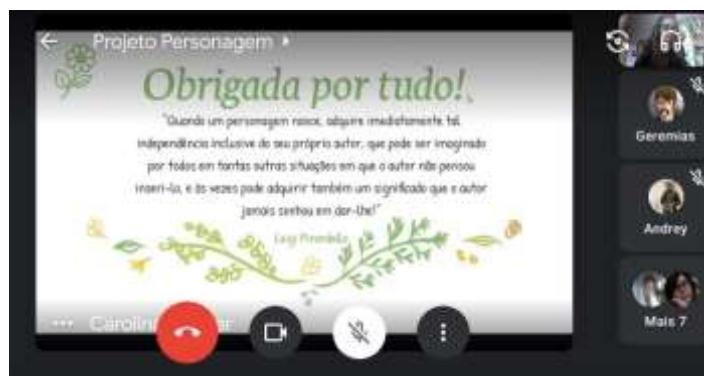 Projeto Personagem
Obrigada por tudo!
"Quando um personagem nasce, adquire imediatamente tal
independência inclusive do seu próprio autor, que pode ser imaginado
por todos em tantas outras situações em que o autor não pensou
inseri-lo, e às vezes pode adquirir também um significado que o autor
jamais sonhou em dar-lhe!"
Luigi Pirandello
Geremias
Andrey
Mais 7